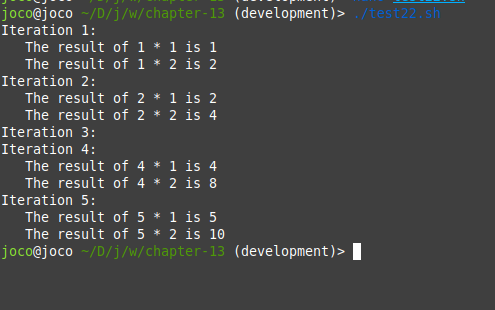 joco@joco ~/D/j/w/chapter-13 (development)> ./test22.sh
Iteration 1:
   The result of 1 * 1 is 1
   The result of 1 * 2 is 2
Iteration 2:
   The result of 2 * 1 is 2
   The result of 2 * 2 is 4
Iteration 3:
Iteration 4:
   The result of 4 * 1 is 4
   The result of 4 * 2 is 8
Iteration 5:
   The result of 5 * 1 is 5
   The result of 5 * 2 is 10
joco@joco ~/D/j/w/chapter-13 (development)>